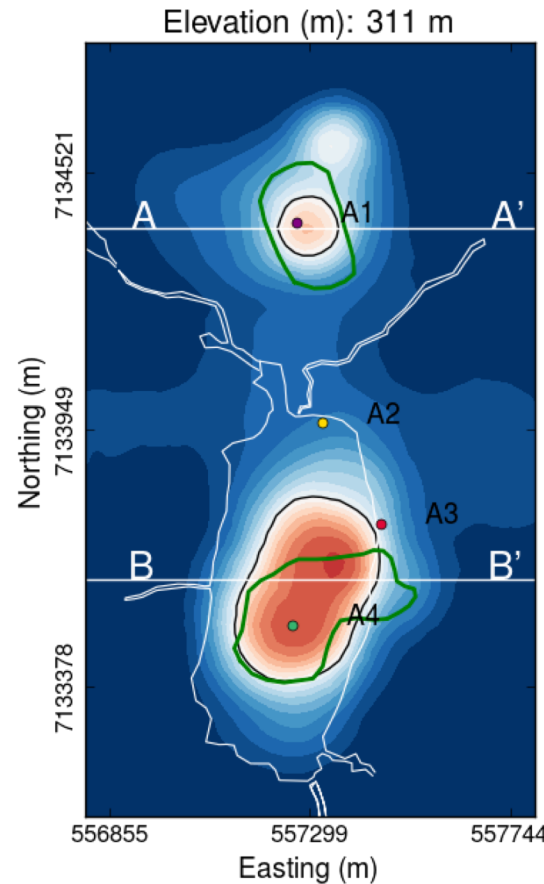 Elevation (m): 311 m
7134521
A
A1
A'
Northing (m)
7133949
A2
A3
B
B'
A4
7133378
556855
557299
557744
Easting (m)